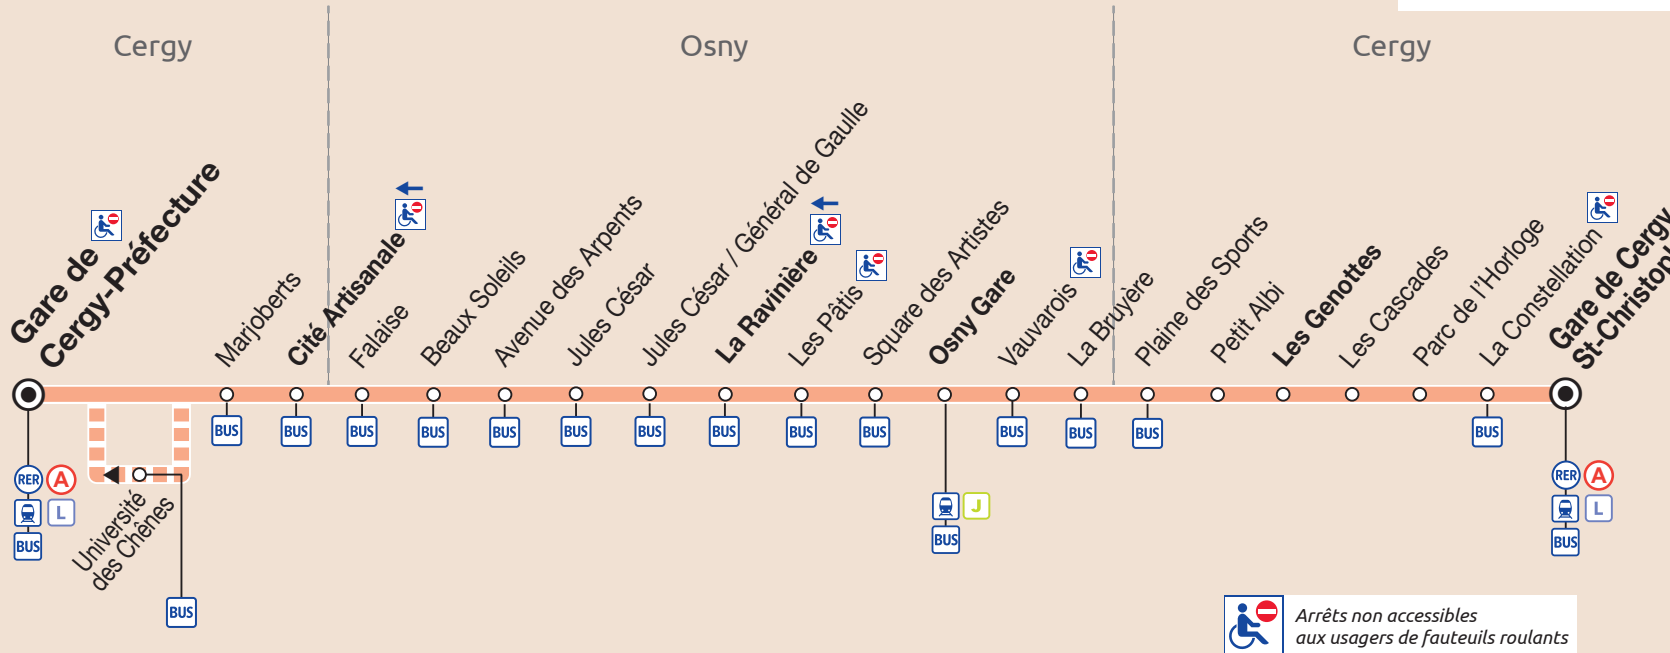 Cergy
Osny
Cergy
Gare de
Cergy-Préfecture
Marjoberts
Cité Artisanale
Falaise
Beaux Soleils
Avenue des Arpents
Jules César
Jules César / Général de Gaulle
La Ravinière
Les Pâtis
Square des Artistes
Osny Gare
Vauvarois
La Bruyère
Plaine des Sports
Petit Albi
Les Genottes
Les Cascades
Parc de l'Horloge
La Constellation
Gare de Cergy
BUS
BUS
BUS
BUS
BUS
BUS
BUS
BUS
BUS
BUS
BUS
BUS
BUS
BUS
RER A
L
BUS
Université
des Chênes
BUS
J
BUS
RER A
L
BUS
Arrêts non accessibles
aux usagers de fauteuils roulants